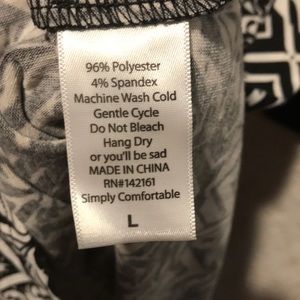 96% Polyester
4% Spandex
Machine Wash Cold
Gentle Cycle
Do Not Bleach
Hang Dry
or you'll be sad
MADE IN CHINA
RN#142161
Simply Comfortable
L